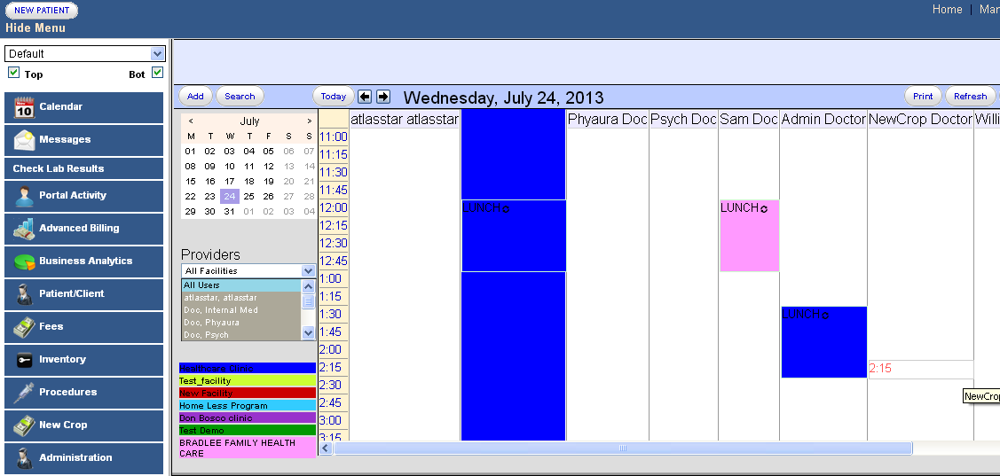 NEW PATIENT
Home | Mar
Hide Menu
Default
Top Bot
Calendar
Messages
Check Lab Results
Portal Activity
Advanced Billing
Business Analytics
Patient/Client
Fees
Inventory
Procedures
New Crop
Administration
Add Search Today Wednesday, July 24, 2013 Print Refresh
< July >
M T W T F S S
01 02 03 04 05 06 07
08 09 10 11 12 13 14
15 16 17 18 19 20 21
22 23 24 25 26 27 28
29 30 31 01 02 03 04
Providers
All Facilities
All Users
atlasstar, atlasstar
Doc, Internal Med
Doc, Phyaura
Doc, Psych
Healthcare Clinic
Test_facility
New Facility
Home Less Program
Don Bosco clinic
Test Demo
BRADLEE FAMILY HEALTH
CARE
atlasstar atlasstar Phyaura Doc Psych Doc Sam Doc Admin Doctor NewCrop Doctor Willi
11:00
11:15
11:30
11:45
12:00 LUNCH LUNCH
12:15
12:30
12:45
1:00
1:15
1:30 LUNCH
1:45
2:00
2:15 2:15
2:30
2:45 NewCrop
3:00
3:15